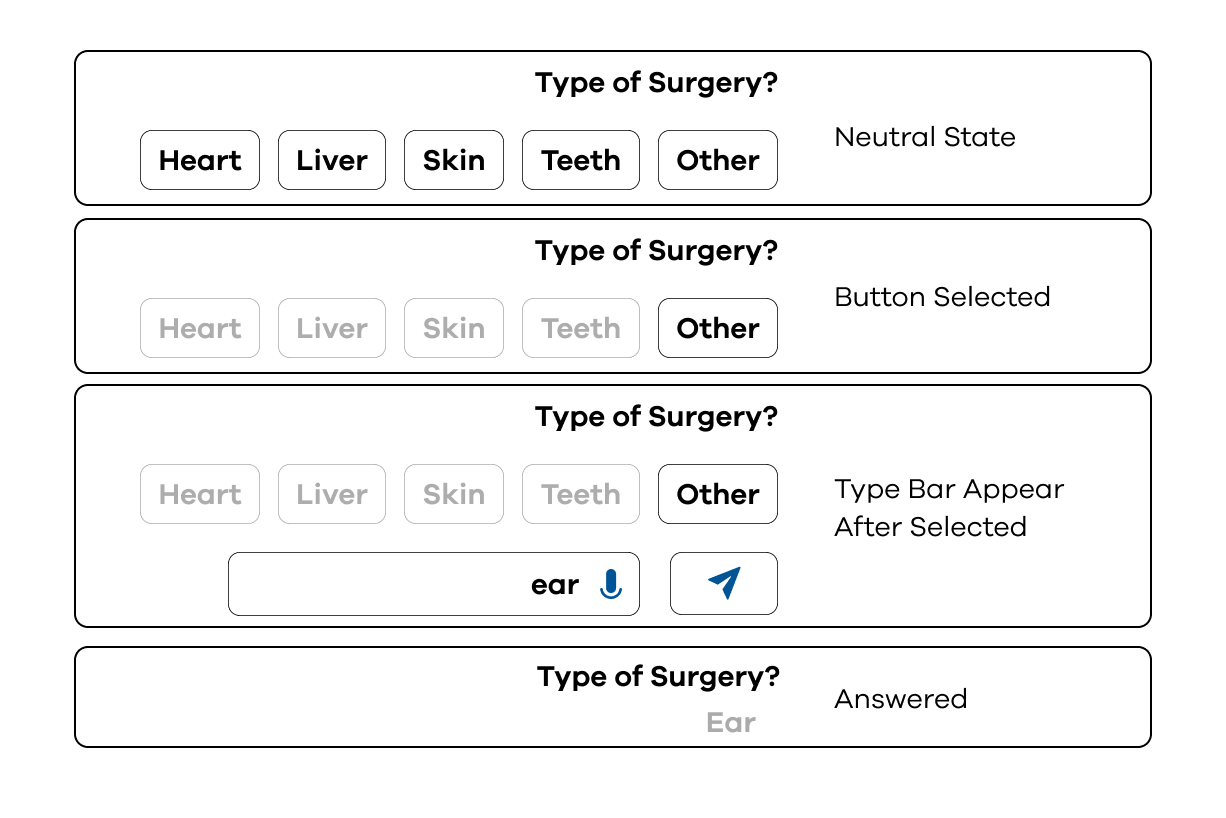 Type of Surgery?
Heart Liver Skin Teeth Other
Neutral State
Type of Surgery?
Heart Liver Skin Teeth Other
Button Selected
Type of Surgery?
Heart Liver Skin Teeth Other
ear
Type Bar Appear
After Selected
Type of Surgery?
Ear
Answered